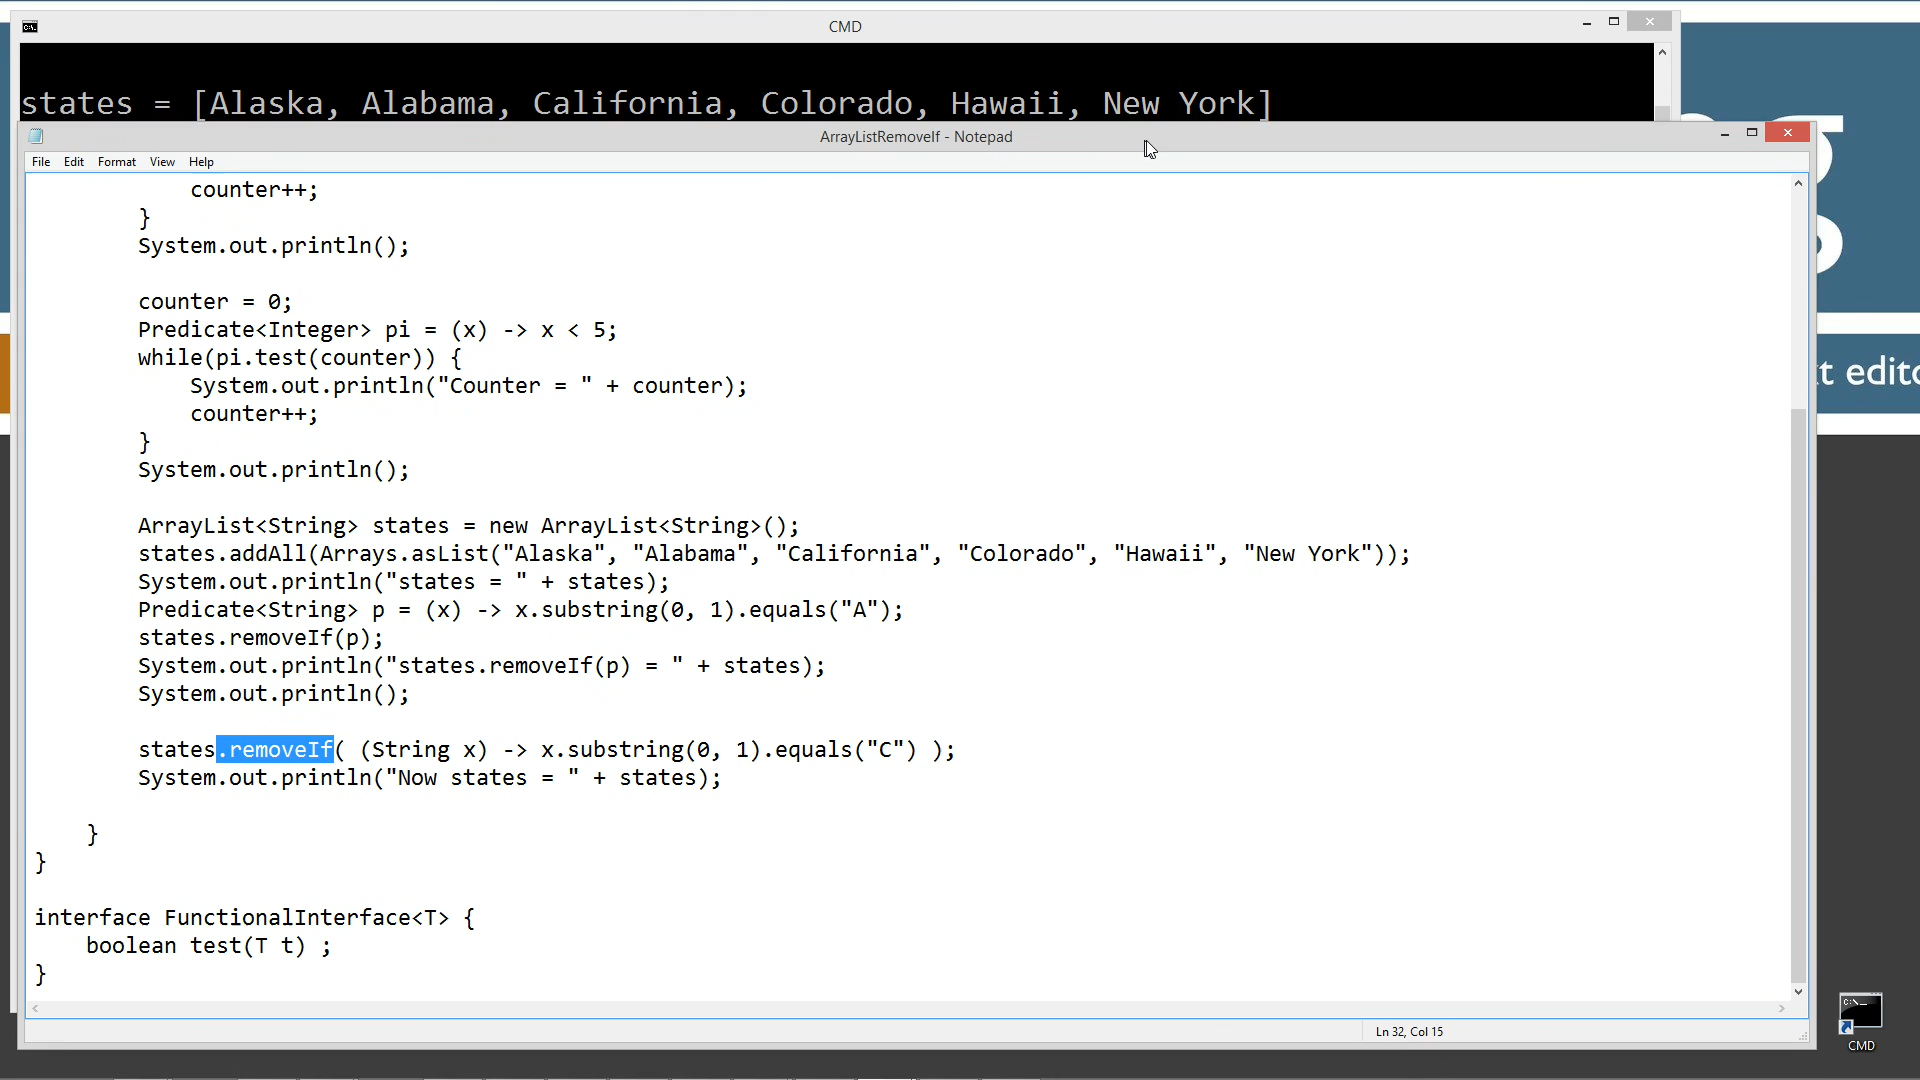 CMD
states = [Alaska, Alabama, California, Colorado, Hawaii, New York]
ArrayListRemoveIf - Notepad
File Edit Format View Help
counter++;
}
System.out.println();
counter = 0;
Predicate<Integer> pi = (x) -> x < 5;
while(pi.test(counter)) {
System.out.println("Counter = " + counter);
counter++;
}
System.out.println();
ArrayList<String> states = new ArrayList<String>();
states.addAll(Arrays.asList("Alaska", "Alabama", "California", "Colorado", "Hawaii", "New York"));
System.out.println("states = " + states);
Predicate<String> p = (x) -> x.substring(0, 1).equals("A");
states.removeIf(p);
System.out.println("states.removeIf(p) = " + states);
System.out.println();
states.removeIf( (String x) -> x.substring(0, 1).equals("C") );
System.out.println("Now states = " + states);
}
}
interface FunctionalInterface<T> {
boolean test(T t) ;
}
Ln 32, Col 15
CMD